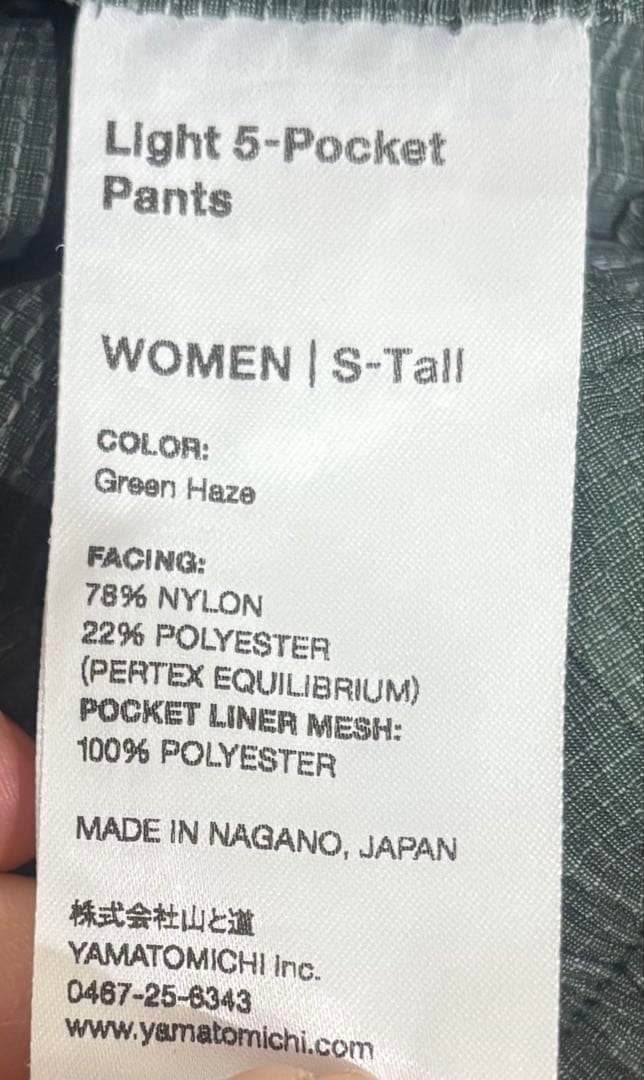 Light 5-Pocket
Pants
WOMEN | S-Tall
COLOR:
Green Haze
FACING:
78% NYLON
22% POLYESTER
(PERTEX EQUILIBRIUM)
POCKET LINER MESH:
100% POLYESTER
MADE IN NAGANO, JAPAN
株式会社山と道
YAMATOMICHI Inc.
0467-25-6343
www.yamatomichi.com